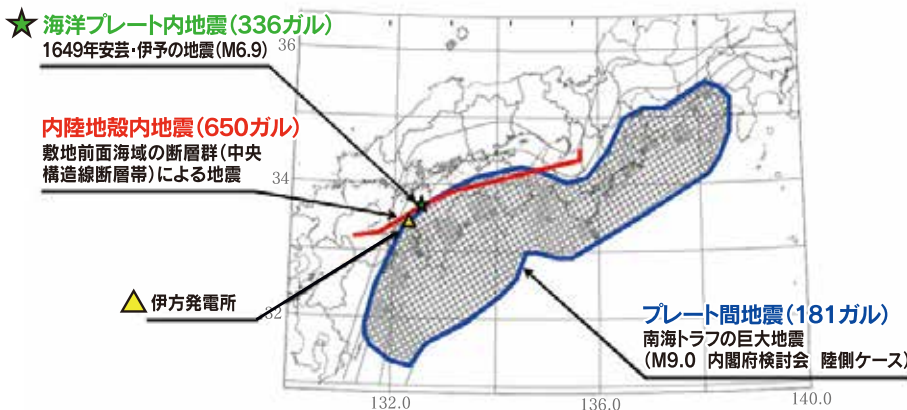 海洋プレート内地震(336ガル)
1649年安芸・伊予の地震(M6.9)
内陸地殻内地震(650ガル)
敷地前面海域の断層群(中央
構造線断層帯)による地震
伊方発電所
プレート間地震(181ガル)
南海トラフの巨大地震
(M9.0 内閣府検討会 陸側ケース)
36
34
32
132.0
136.0
140.0